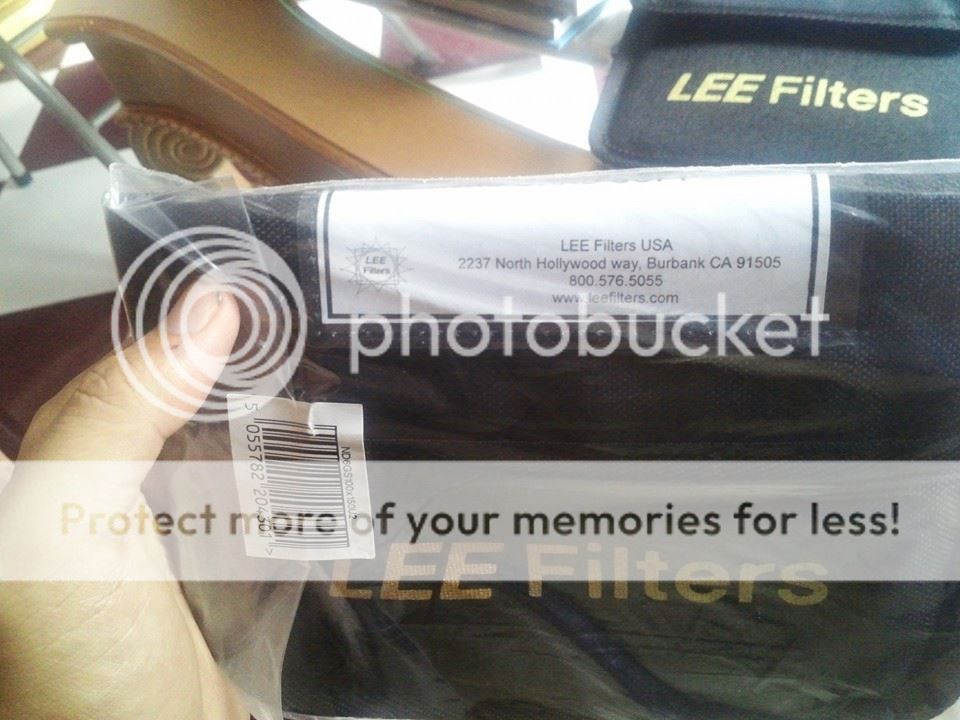 LEE Filters
LEE Filters USA
2237 North Hollywood way, Burbank CA 91505
800.576.5055
www.leefilters.com
LEE
Filters
photobucket
Protect more of your memories for less!
LEE Filters